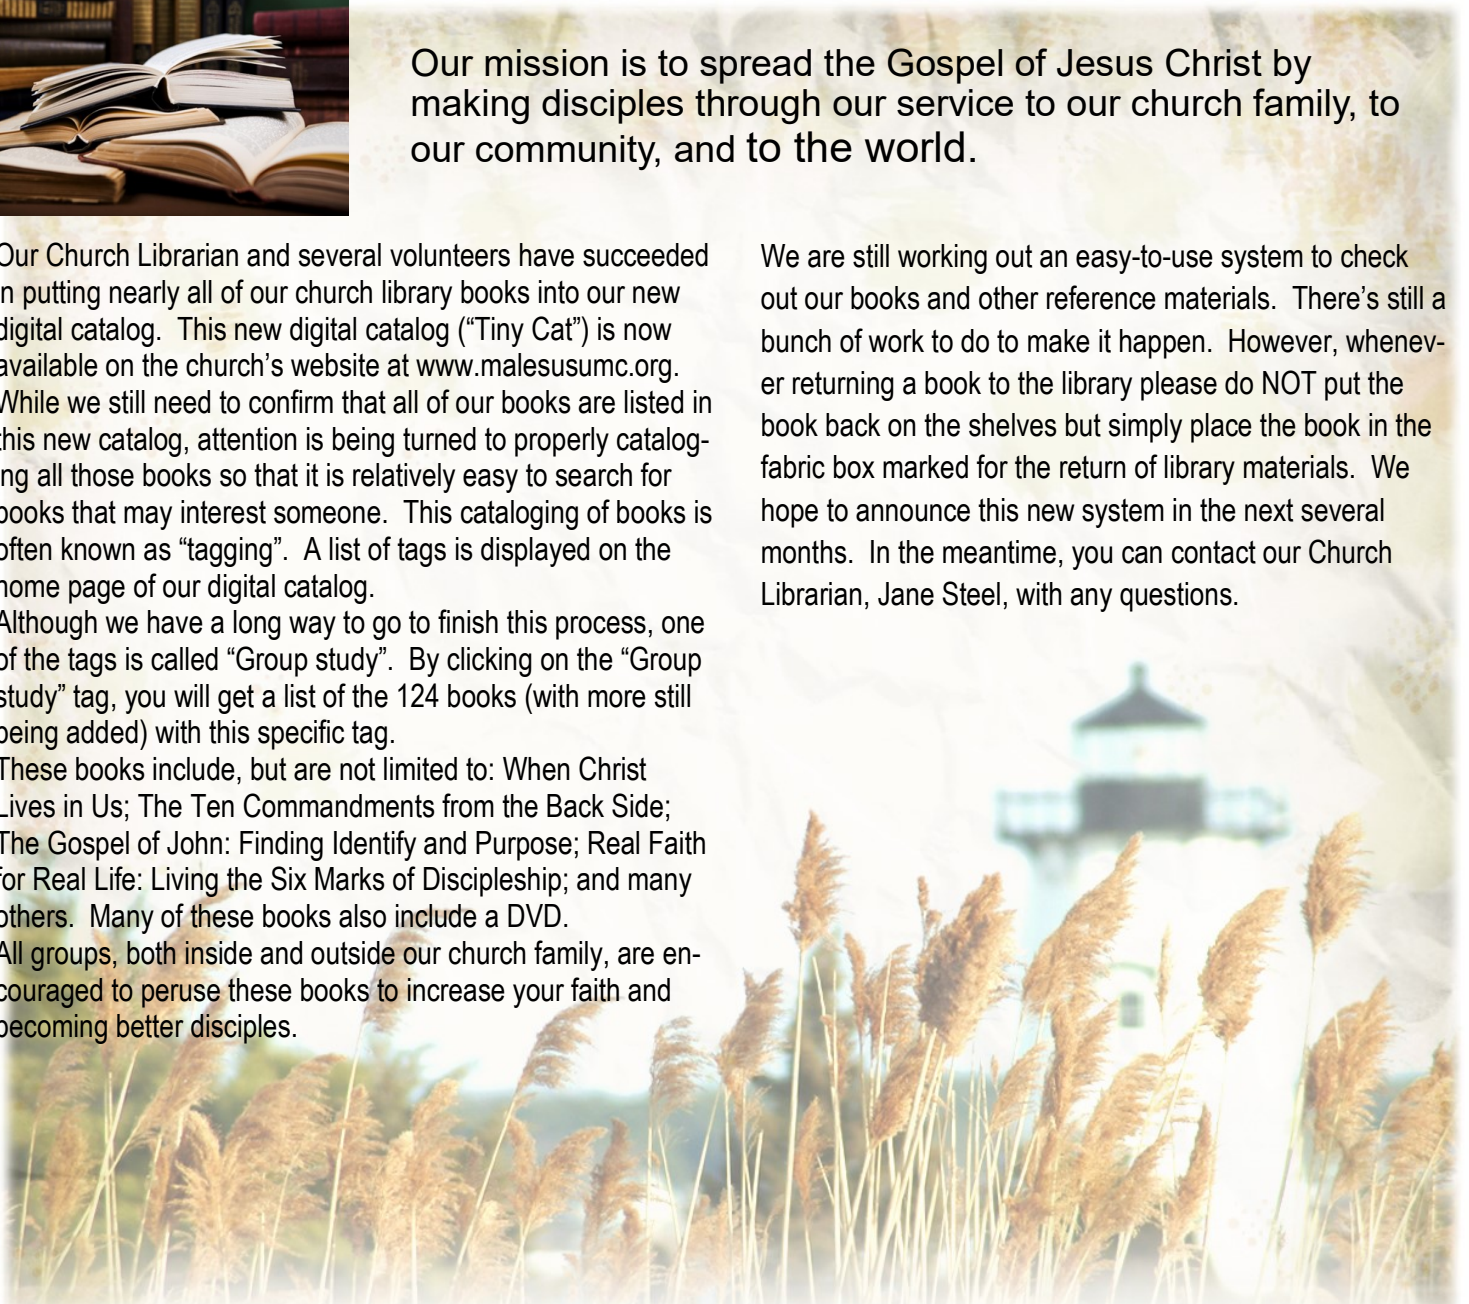 Our mission is to spread the Gospel of Jesus Christ by
making disciples through our service to our church family, to
our community, and to the world.
Our Church Librarian and several volunteers have succeeded
in putting nearly all of our church library books into our new
digital catalog.  This new digital catalog (“Tiny Cat”) is now
available on the church’s website at www.malesusumc.org.
While we still need to confirm that all of our books are listed in
this new catalog, attention is being turned to properly catalog-
ing all those books so that it is relatively easy to search for
books that may interest someone.  This cataloging of books is
often known as “tagging”.  A list of tags is displayed on the
home page of our digital catalog.
Although we have a long way to go to finish this process, one
of the tags is called “Group study”.  By clicking on the “Group
study” tag, you will get a list of the 124 books (with more still
being added) with this specific tag.
These books include, but are not limited to: When Christ
Lives in Us; The Ten Commandments from the Back Side;
The Gospel of John: Finding Identify and Purpose; Real Faith
for Real Life: Living the Six Marks of Discipleship; and many
others.  Many of these books also include a DVD.
All groups, both inside and outside our church family, are en-
couraged to peruse these books to increase your faith and
becoming better disciples.
We are still working out an easy-to-use system to check
out our books and other reference materials.  There’s still a
bunch of work to do to make it happen.  However, whenev-
er returning a book to the library please do NOT put the
book back on the shelves but simply place the book in the
fabric box marked for the return of library materials.  We
hope to announce this new system in the next several
months.  In the meantime, you can contact our Church
Librarian, Jane Steel, with any questions.